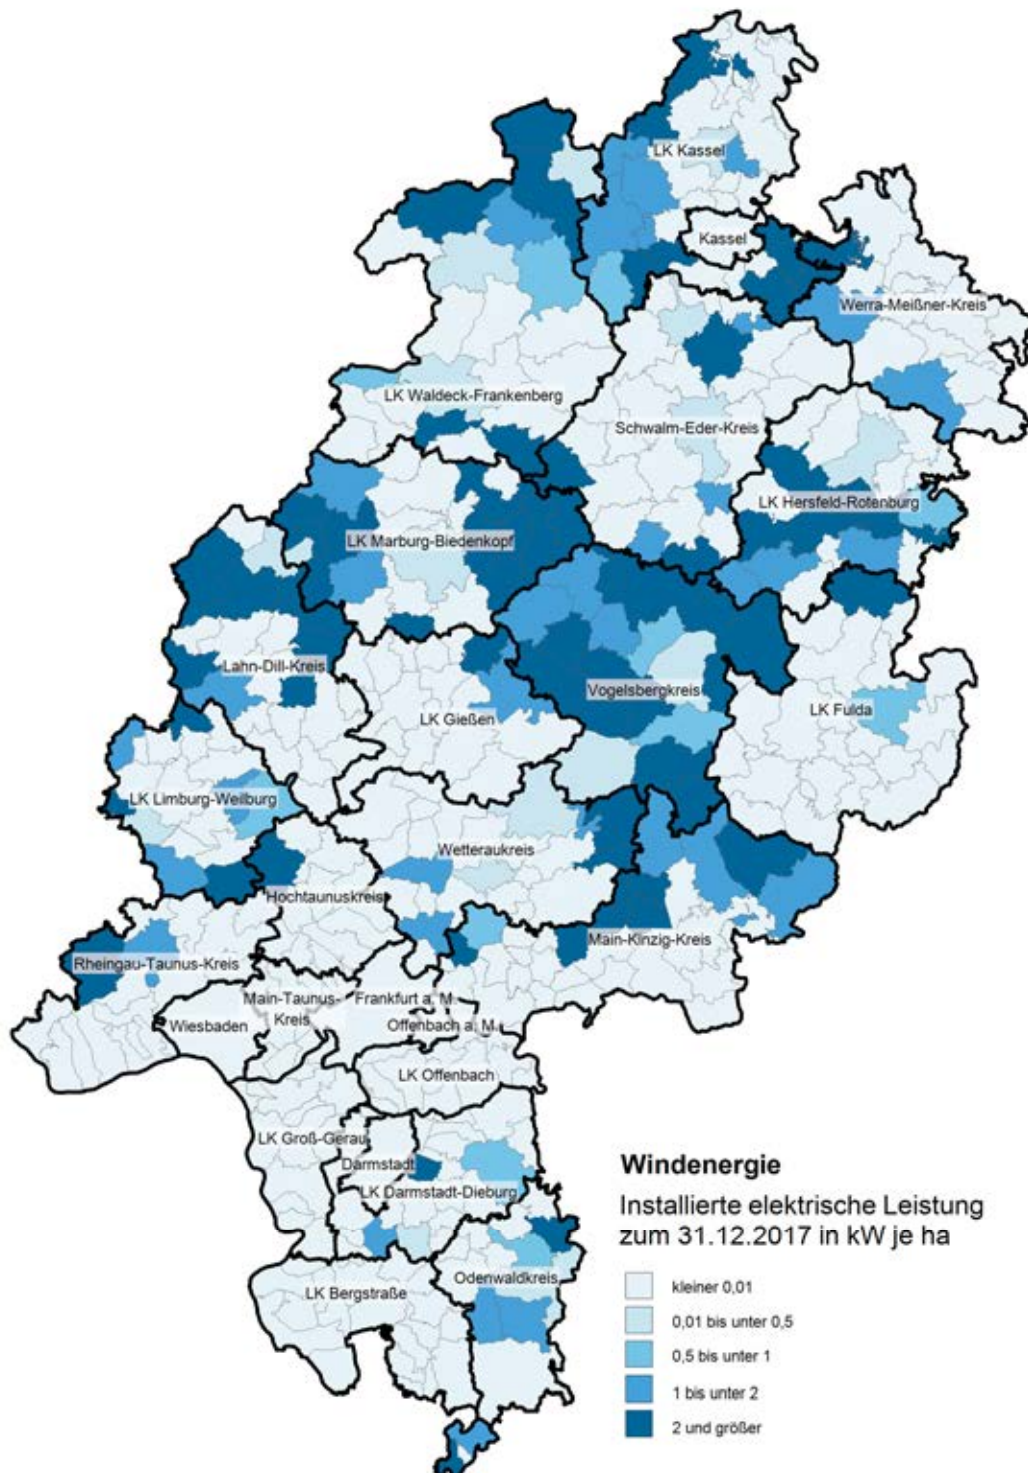 LK Kassel
Kassel
Werra-Meißner-Kreis
LK Waldeck-Frankenberg
Schwalm-Eder-Kreis
LK Hersfeld-Rotenburg
LK Marburg-Biedenkopf
Lahn-Dill-Kreis
Vogelsbergkreis
LK Gießen
LK Fulda
LK Limburg-Weilburg
Wetteraukreis
Hochtaunuskreis
Main-Kinzig-Kreis
Rheingau-Taunus-Kreis
Main-Taunus-
Kreis
Frankfurt a. M.
Wiesbaden
Offenbach a. M.
LK Offenbach
LK Groß-Gerau
Darmstadt
LK Darmstadt-Dieburg
Odenwaldkreis
LK Bergstraße
Windenergie
Installierte elektrische Leistung
zum 31.12.2017 in kW je ha
kleiner 0,01
0,01 bis unter 0,5
0,5 bis unter 1
1 bis unter 2
2 und größer